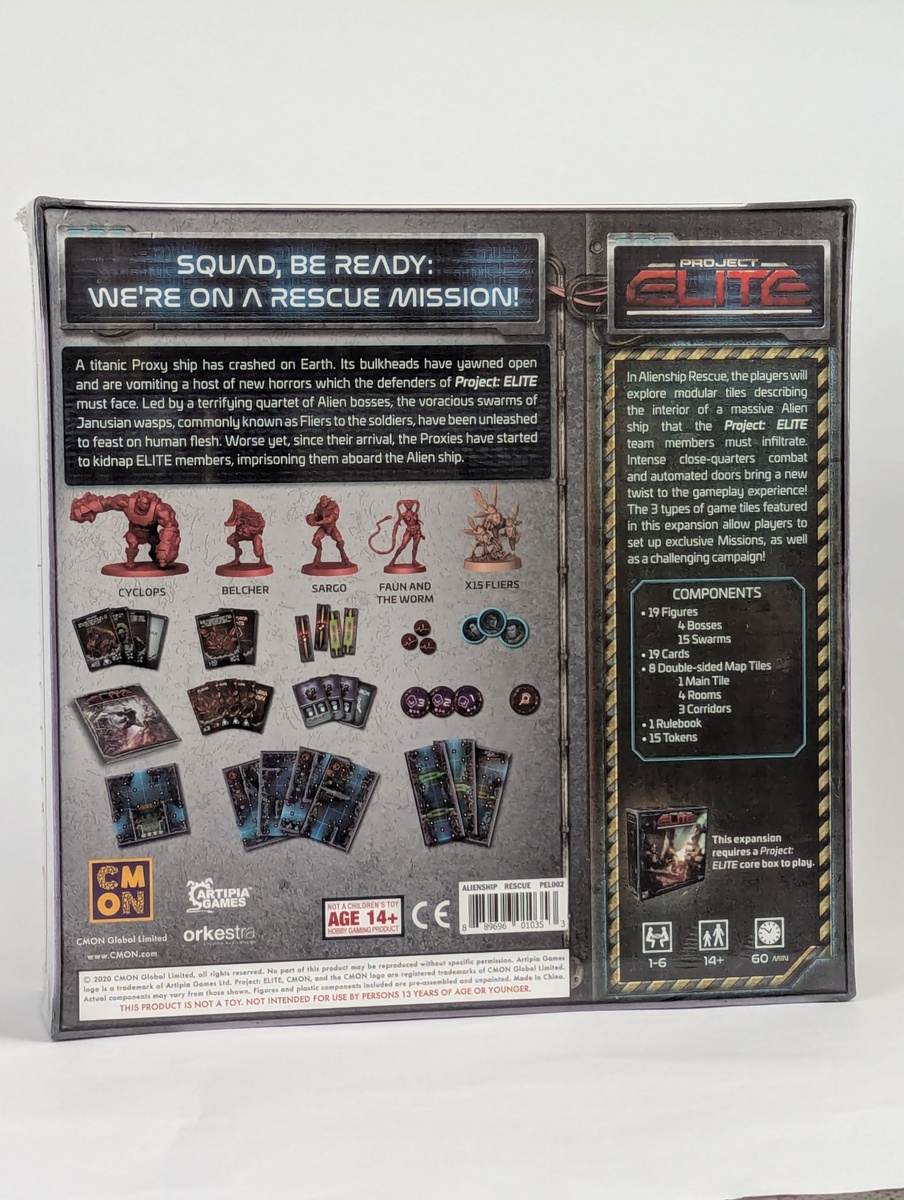 SQUAD, BE READY:
WE'RE ON A RESCUE MISSION!
A titanic Proxy ship has crashed on Earth. Its bulkheads have yawned open
and are vomiting a host of new horrors which the defenders of Project: ELITE
must face. Led by a terrifying quartet of Alien bosses, the voracious swarms of
Janusian wasps, commonly known as Fliers to the soldiers, have been unleashed
to feast on human flesh. Worse yet, since their arrival, the Proxies have started
to kidnap ELITE members, imprisoning them aboard the Alien ship.
CYCLOPS
BELCHER
SARGO
FAUN AND
THE WORM
X15 FLIERS
CMON
CMON Global Limited
www.CMON.com
ARTIPIA
GAMES
orkestra
NOT A CHILDREN'S TOY
AGE 14+
HOBBY GAMING PRODUCT
CE
ALIENSHIP RESCUE PEL002
8 89696 01035 3
© 2020 CMON Global Limited, all rights reserved. No part of this product may be reproduced without specific permission. Artipia Games
logo is a trademark of Artipia Games Ltd. Project: ELITE, CMON, and the CMON logo are registered trademarks of CMON Global Limited.
Actual components may vary from those shown. Figures and plastic components included are pre-assembled and unpainted. Made in China.
THIS PRODUCT IS NOT A TOY. NOT INTENDED FOR USE BY PERSONS 13 YEARS OF AGE OR YOUNGER.
PROJECT
ELITE
In Alienship Rescue, the players will
explore modular tiles describing
the interior of a massive Alien
ship that the Project: ELITE
team members must infiltrate.
Intense close-quarters combat
and automated doors bring a new
twist to the gameplay experience!
The 3 types of game tiles featured
in this expansion allow players to
set up exclusive Missions, as well
as a challenging campaign!
COMPONENTS
• 19 Figures
4 Bosses
15 Swarms
• 19 Cards
• 8 Double-sided Map Tiles
1 Main Tile
4 Rooms
3 Corridors
• 1 Rulebook
• 15 Tokens
ELITE
This expansion
requires a Project:
ELITE core box to play.
1-6
14+
60 MIN